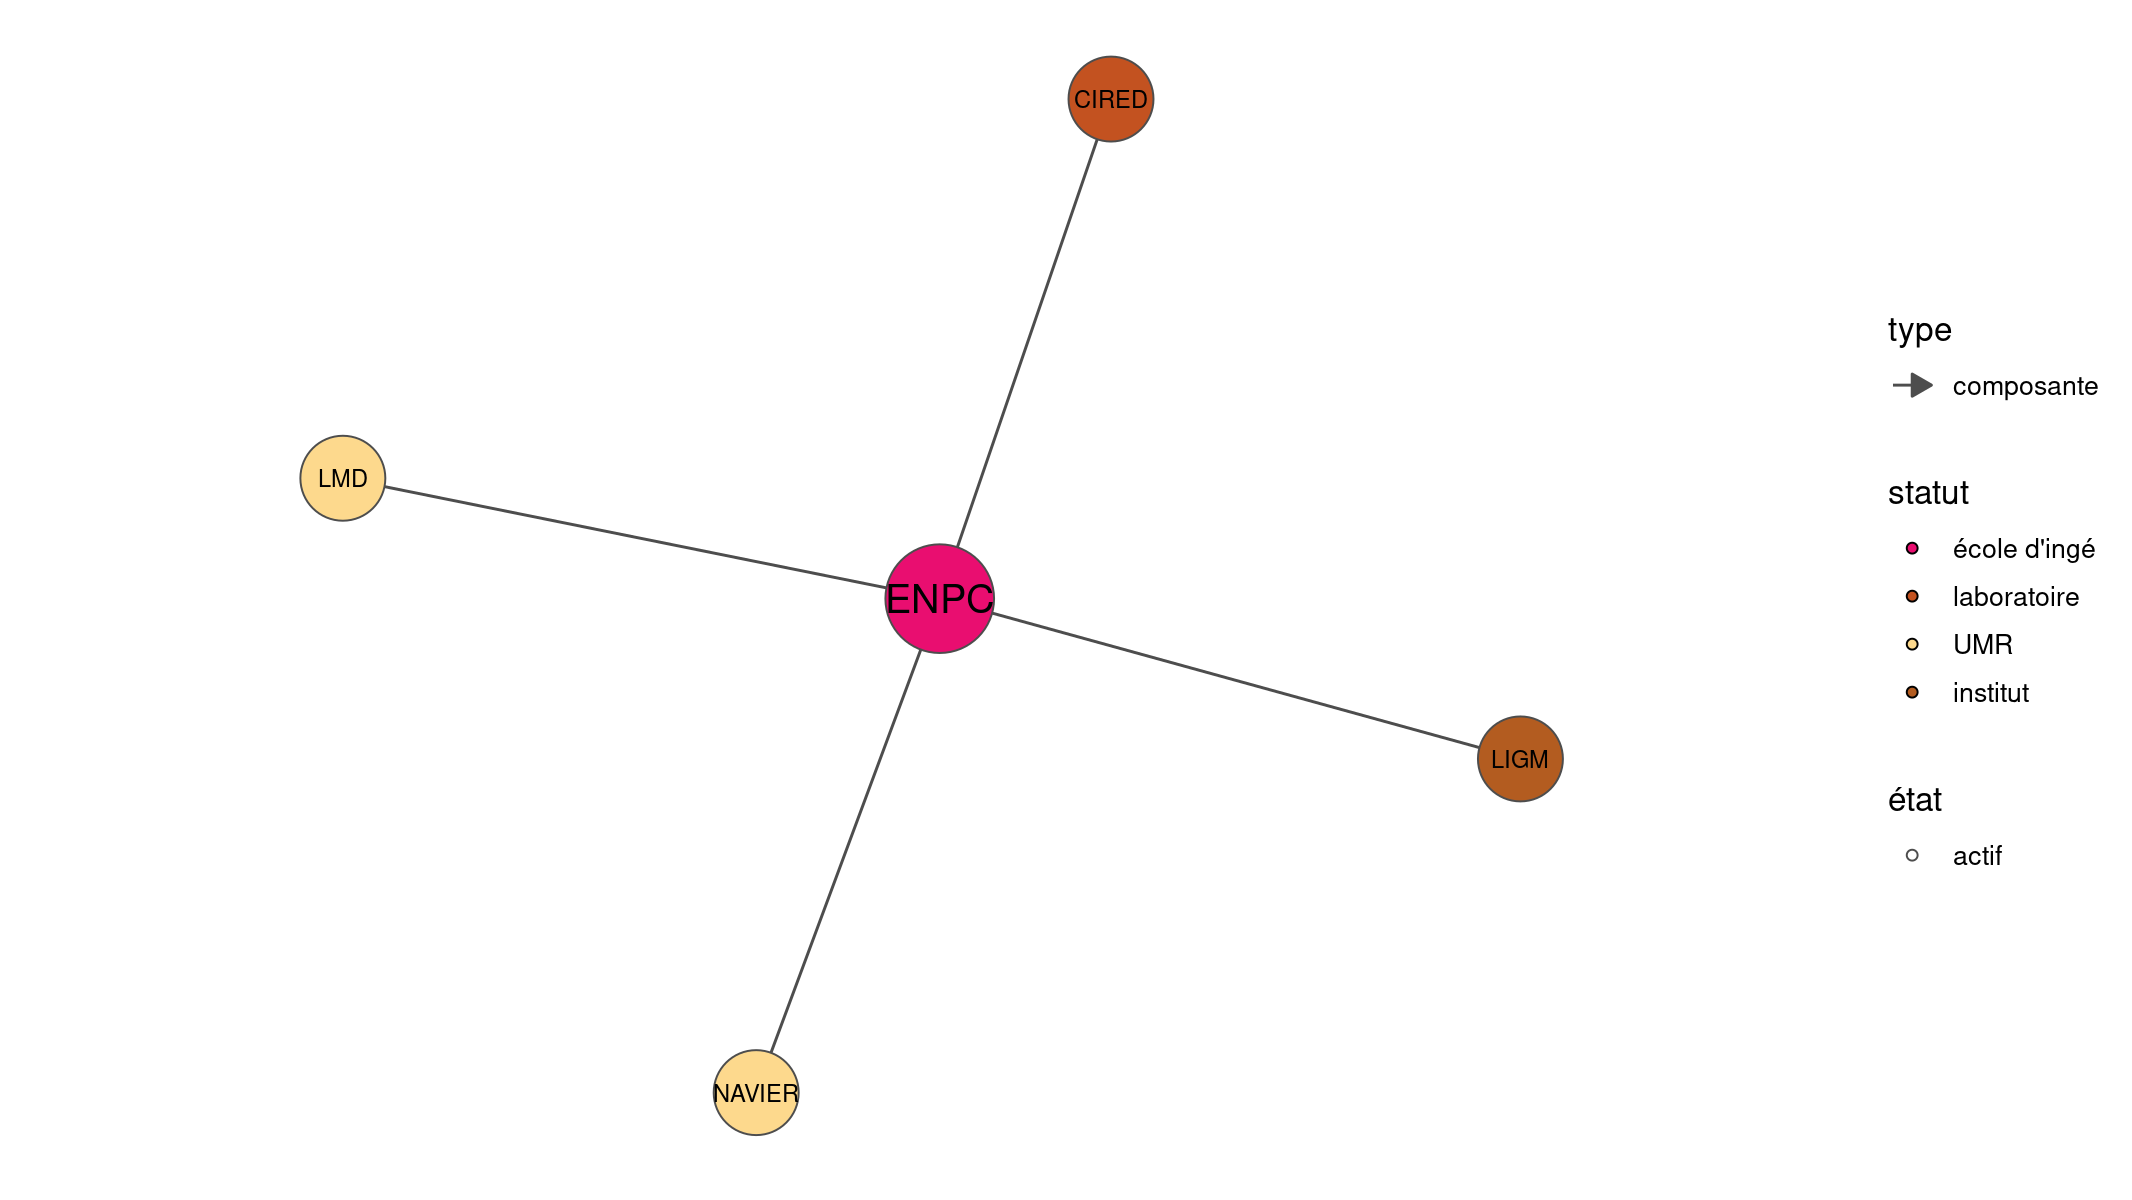 CIRED
LMD
ENPC
LIGM
NAVIER
type
composante
statut
école d'ingé
laboratoire
UMR
institut
état
actif